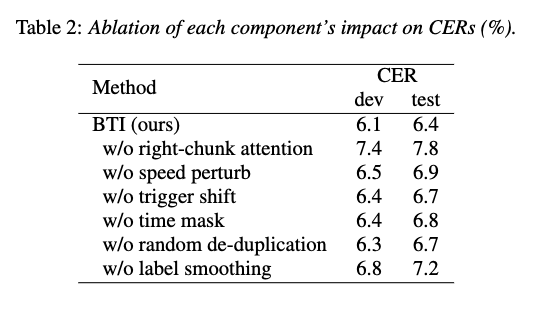 Table 2: Ablation of each component's impact on CERs (%).
Method CER
dev test
BTI (ours) 6.1 6.4
w/o right-chunk attention 7.4 7.8
w/o speed perturb 6.5 6.9
w/o trigger shift 6.4 6.7
w/o time mask 6.4 6.8
w/o random de-duplication 6.3 6.7
w/o label smoothing 6.8 7.2